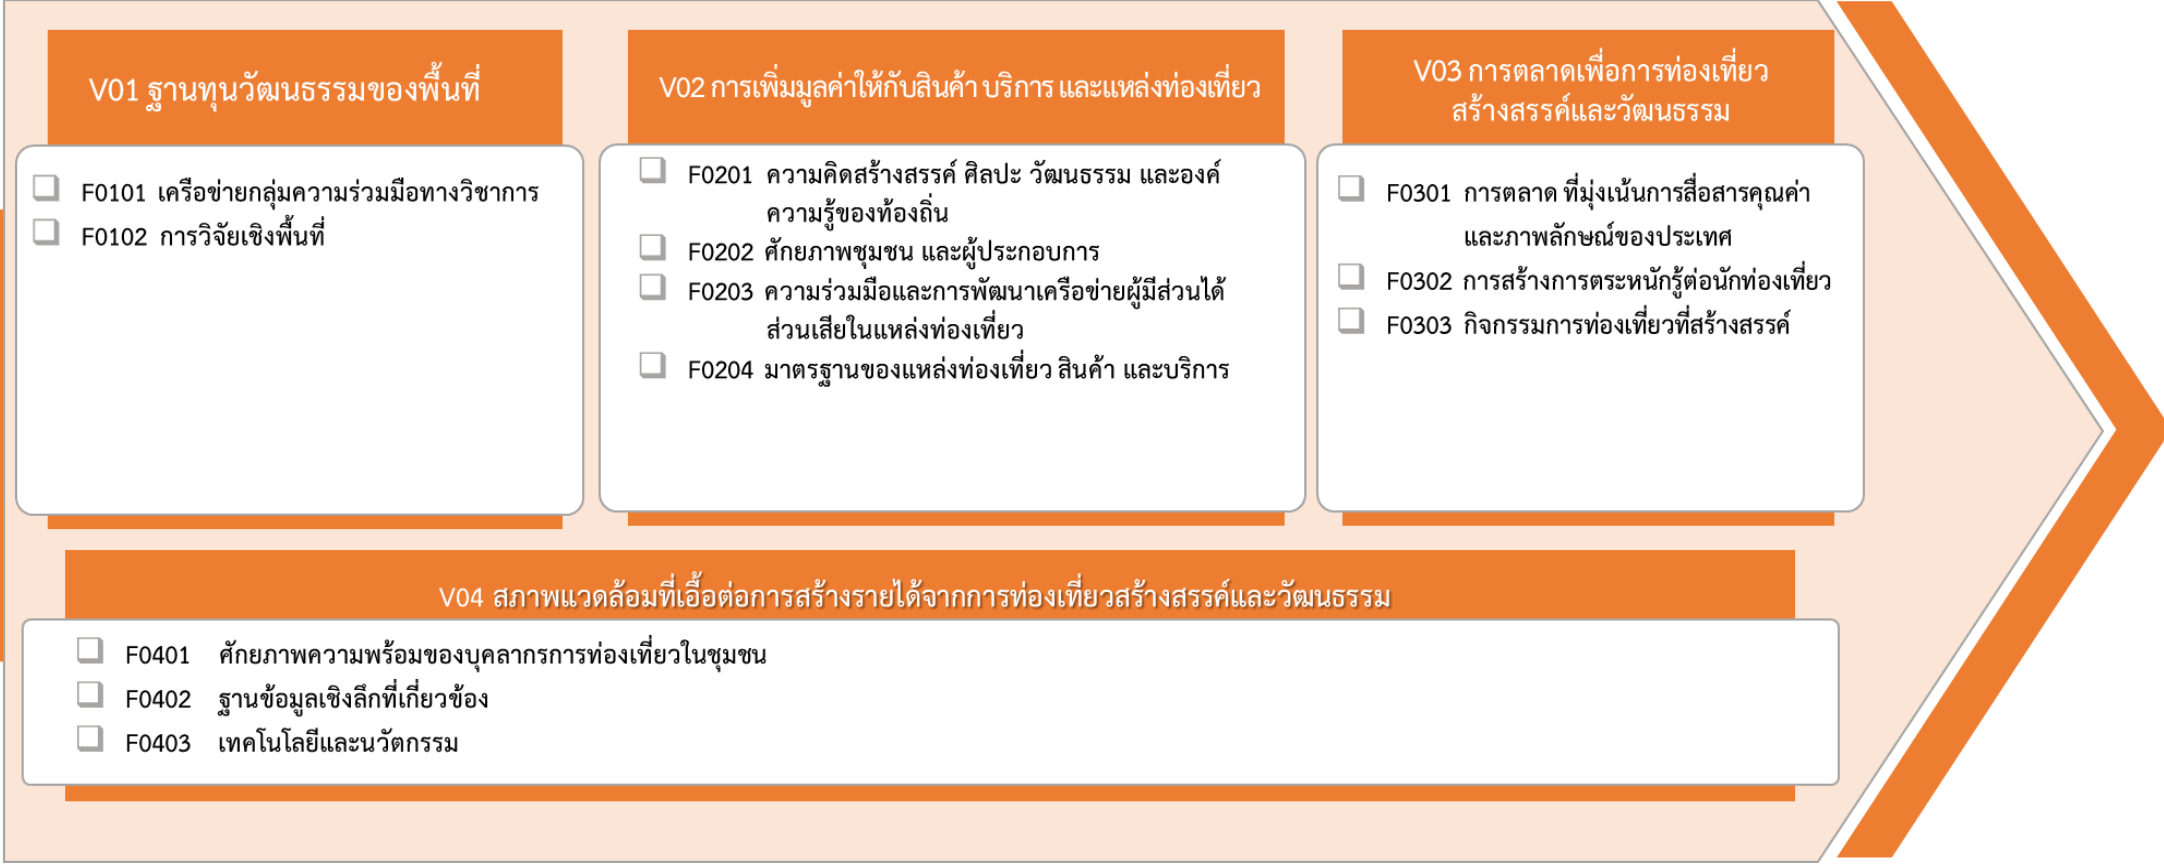 V01 ฐานทุนวัฒนธรรมของพื้นที่
F0101 เครือข่ายกลุ่มความร่วมมือทางวิชาการ
F0102 การวิจัยเชิงพื้นที่
V02 การเพิ่มมูลค่าให้กับสินค้า บริการ และแหล่งท่องเที่ยว
F0201 ความคิดสร้างสรรค์ ศิลปะ วัฒนธรรม และองค์
ความรู้ของท้องถิ่น
F0202 ศักยภาพชุมชน และผู้ประกอบการ
F0203 ความร่วมมือและการพัฒนาเครือข่ายผู้มีส่วนได้
ส่วนเสียในแหล่งท่องเที่ยว
F0204 มาตรฐานของแหล่งท่องเที่ยว สินค้า และบริการ
V03 การตลาดเพื่อการท่องเที่ยว
สร้างสรรค์และวัฒนธรรม
F0301 การตลาด ที่มุ่งเน้นการสื่อสารคุณค่า
และภาพลักษณ์ของประเทศ
F0302 การสร้างการตระหนักรู้ต่อนักท่องเที่ยว
F0303 กิจกรรมการท่องเที่ยวที่สร้างสรรค์
V04 สภาพแวดล้อมที่เอื้อต่อการสร้างรายได้จากการท่องเที่ยวสร้างสรรค์และวัฒนธรรม
F0401 ศักยภาพความพร้อมของบุคลากรการท่องเที่ยวในชุมชน
F0402 ฐานข้อมูลเชิงลึกที่เกี่ยวข้อง
F0403 เทคโนโลยีและนวัตกรรม